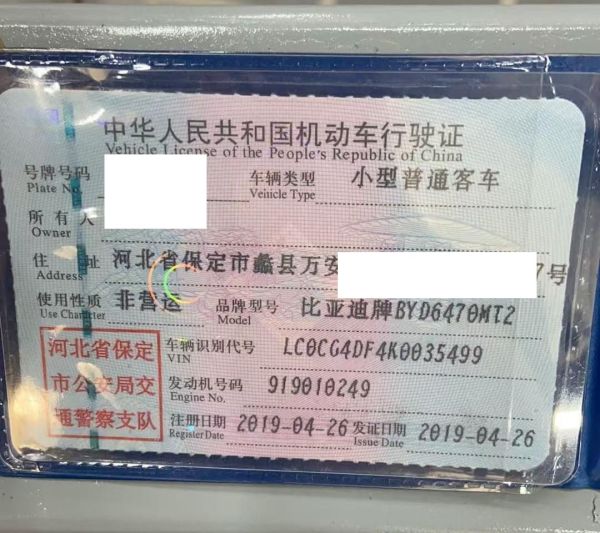 中华人民共和国机动车行驶证
Vehicle License of the People's Republic of China
号牌号码 车辆类型 小型普通客车
Plate No. Vehicle Type
所有人
Owner
住址 河北省保定市蠡县万安 7号
Address
使用性质 非营运 品牌型号 比亚迪牌BYD6470MT2
Use Character Model
河北省保定 车辆识别代号 LC0CG4DF4K0035499
VIN
市公安局交 发动机号码 919010249
Engine No.
通警察支队 注册日期 2019-04-26 发证日期 2019-04-26
Register Date Issue Date